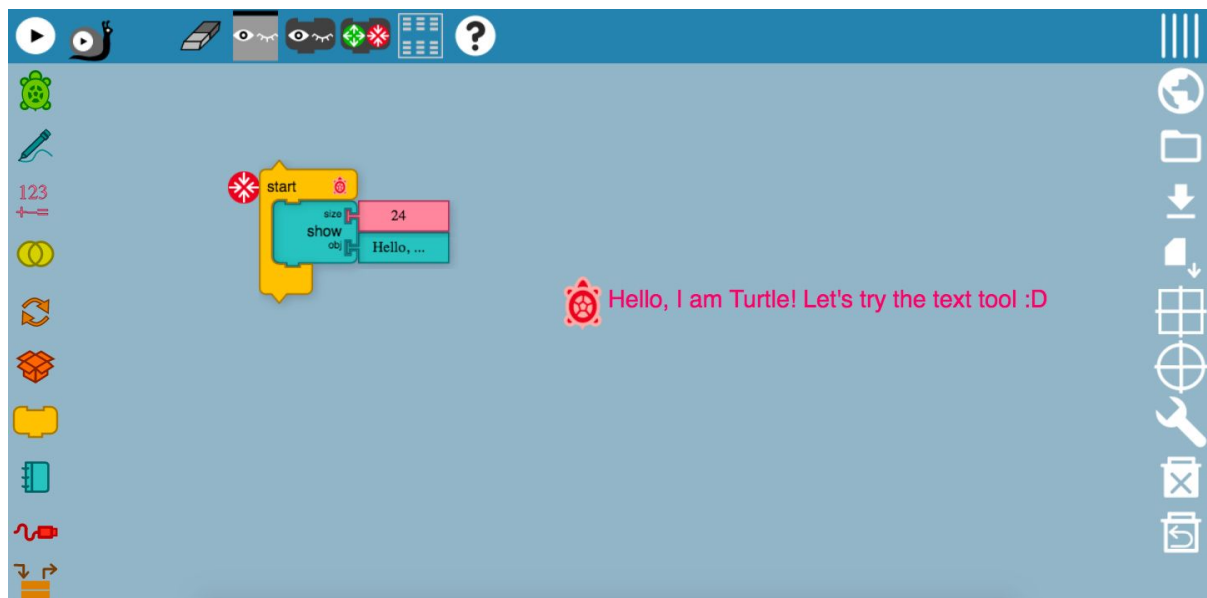 ?
123
start
size
24
show
obj
Hello, ...
Hello, I am Turtle! Let's try the text tool :D